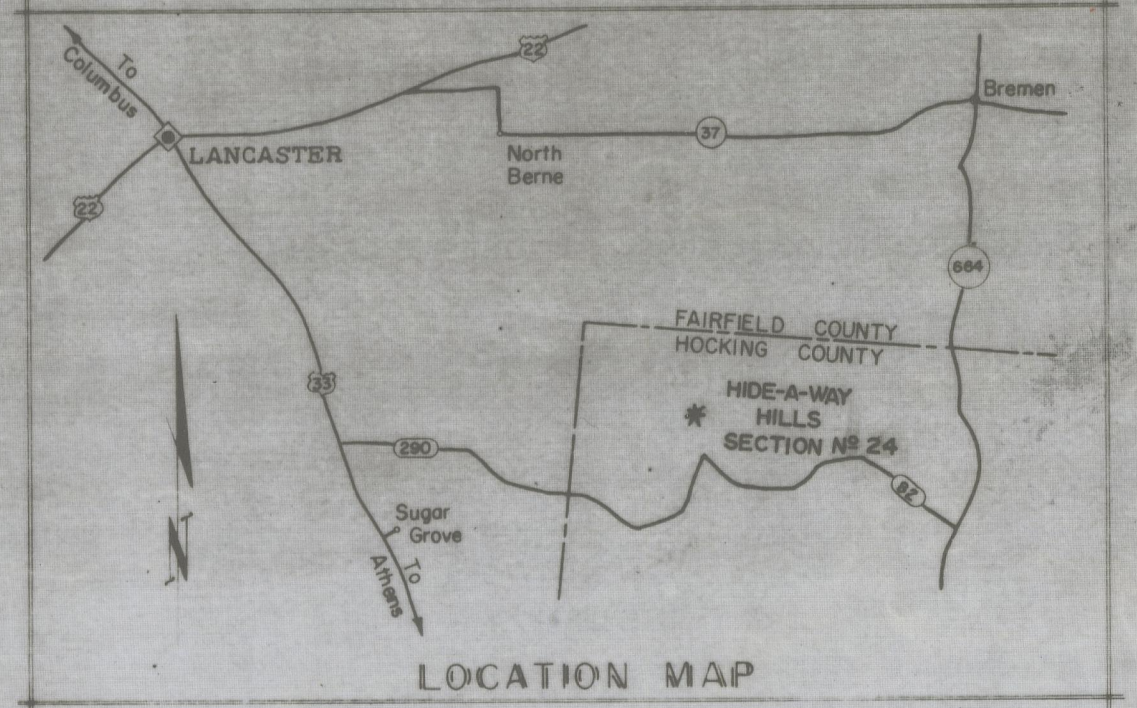 To
Columbus
22
LANCASTER
22
North
Berne
37
Bremen
664
FAIRFIELD COUNTY
HOCKING COUNTY
HIDE-A-WAY
HILLS
SECTION Nº 24
33
290
82
Sugar
Grove
To
Athens
N
LOCATION MAP